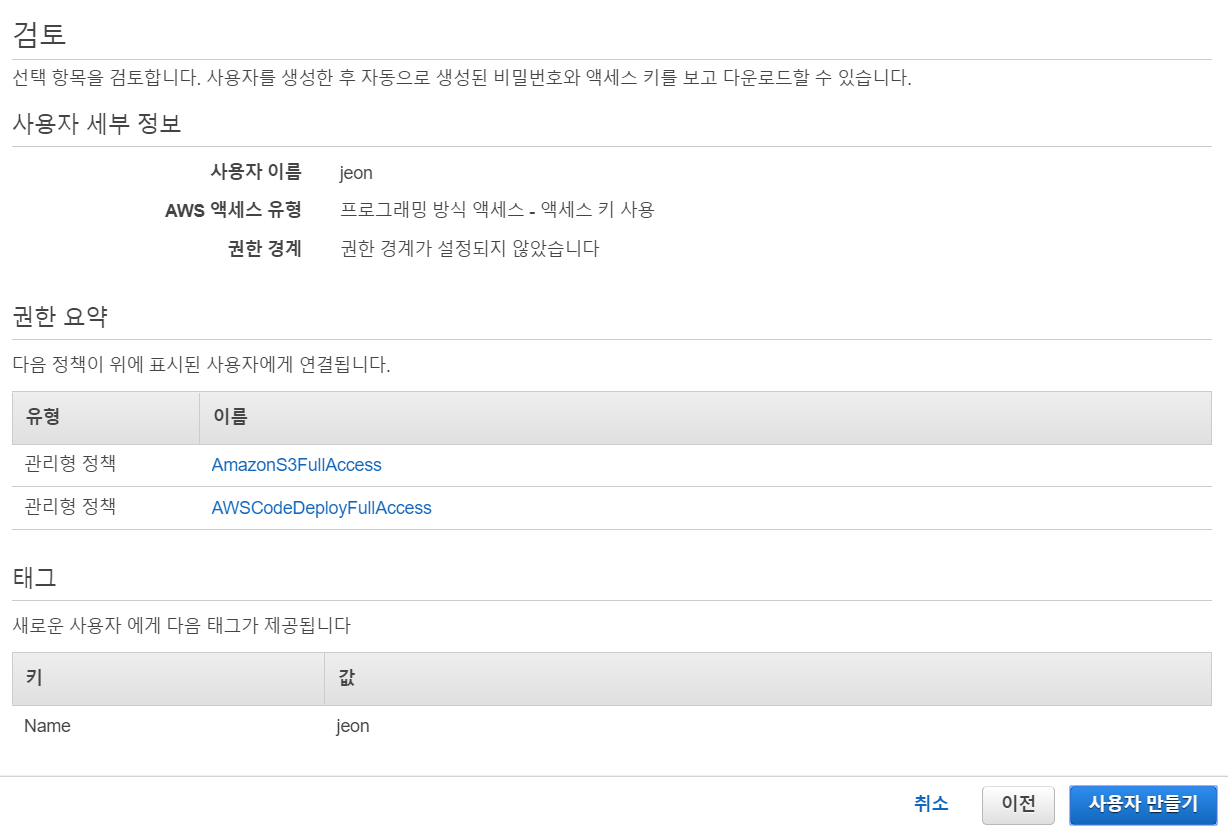 검토
선택 항목을 검토합니다. 사용자를 생성한 후 자동으로 생성된 비밀번호와 액세스 키를 보고 다운로드할 수 있습니다.
사용자 세부 정보
사용자 이름 jeon
AWS 액세스 유형 프로그래밍 방식 액세스 - 액세스 키 사용
권한 경계 권한 경계가 설정되지 않았습니다
권한 요약
다음 정책이 위에 표시된 사용자에게 연결됩니다.
유형 이름
관리형 정책 AmazonS3FullAccess
관리형 정책 AWSCodeDeployFullAccess
태그
새로운 사용자 에게 다음 태그가 제공됩니다
키 값
Name jeon
취소 이전 사용자 만들기